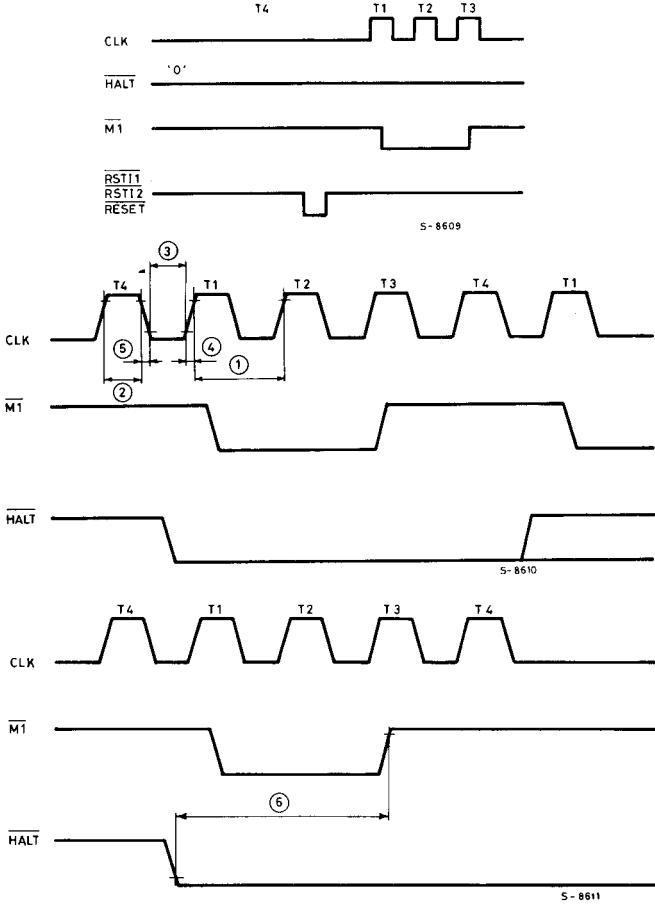 T4 T1 T2 T3
CLK
HALT '0'
M1
RSTI1
RSTI2
RESET
S-8609
3
T4 T1 T2 T3 T4 T1
CLK
5 4 1
2
M1
HALT
S-8610
T4 T1 T2 T3 T4
CLK
M1
6
HALT
S-8611